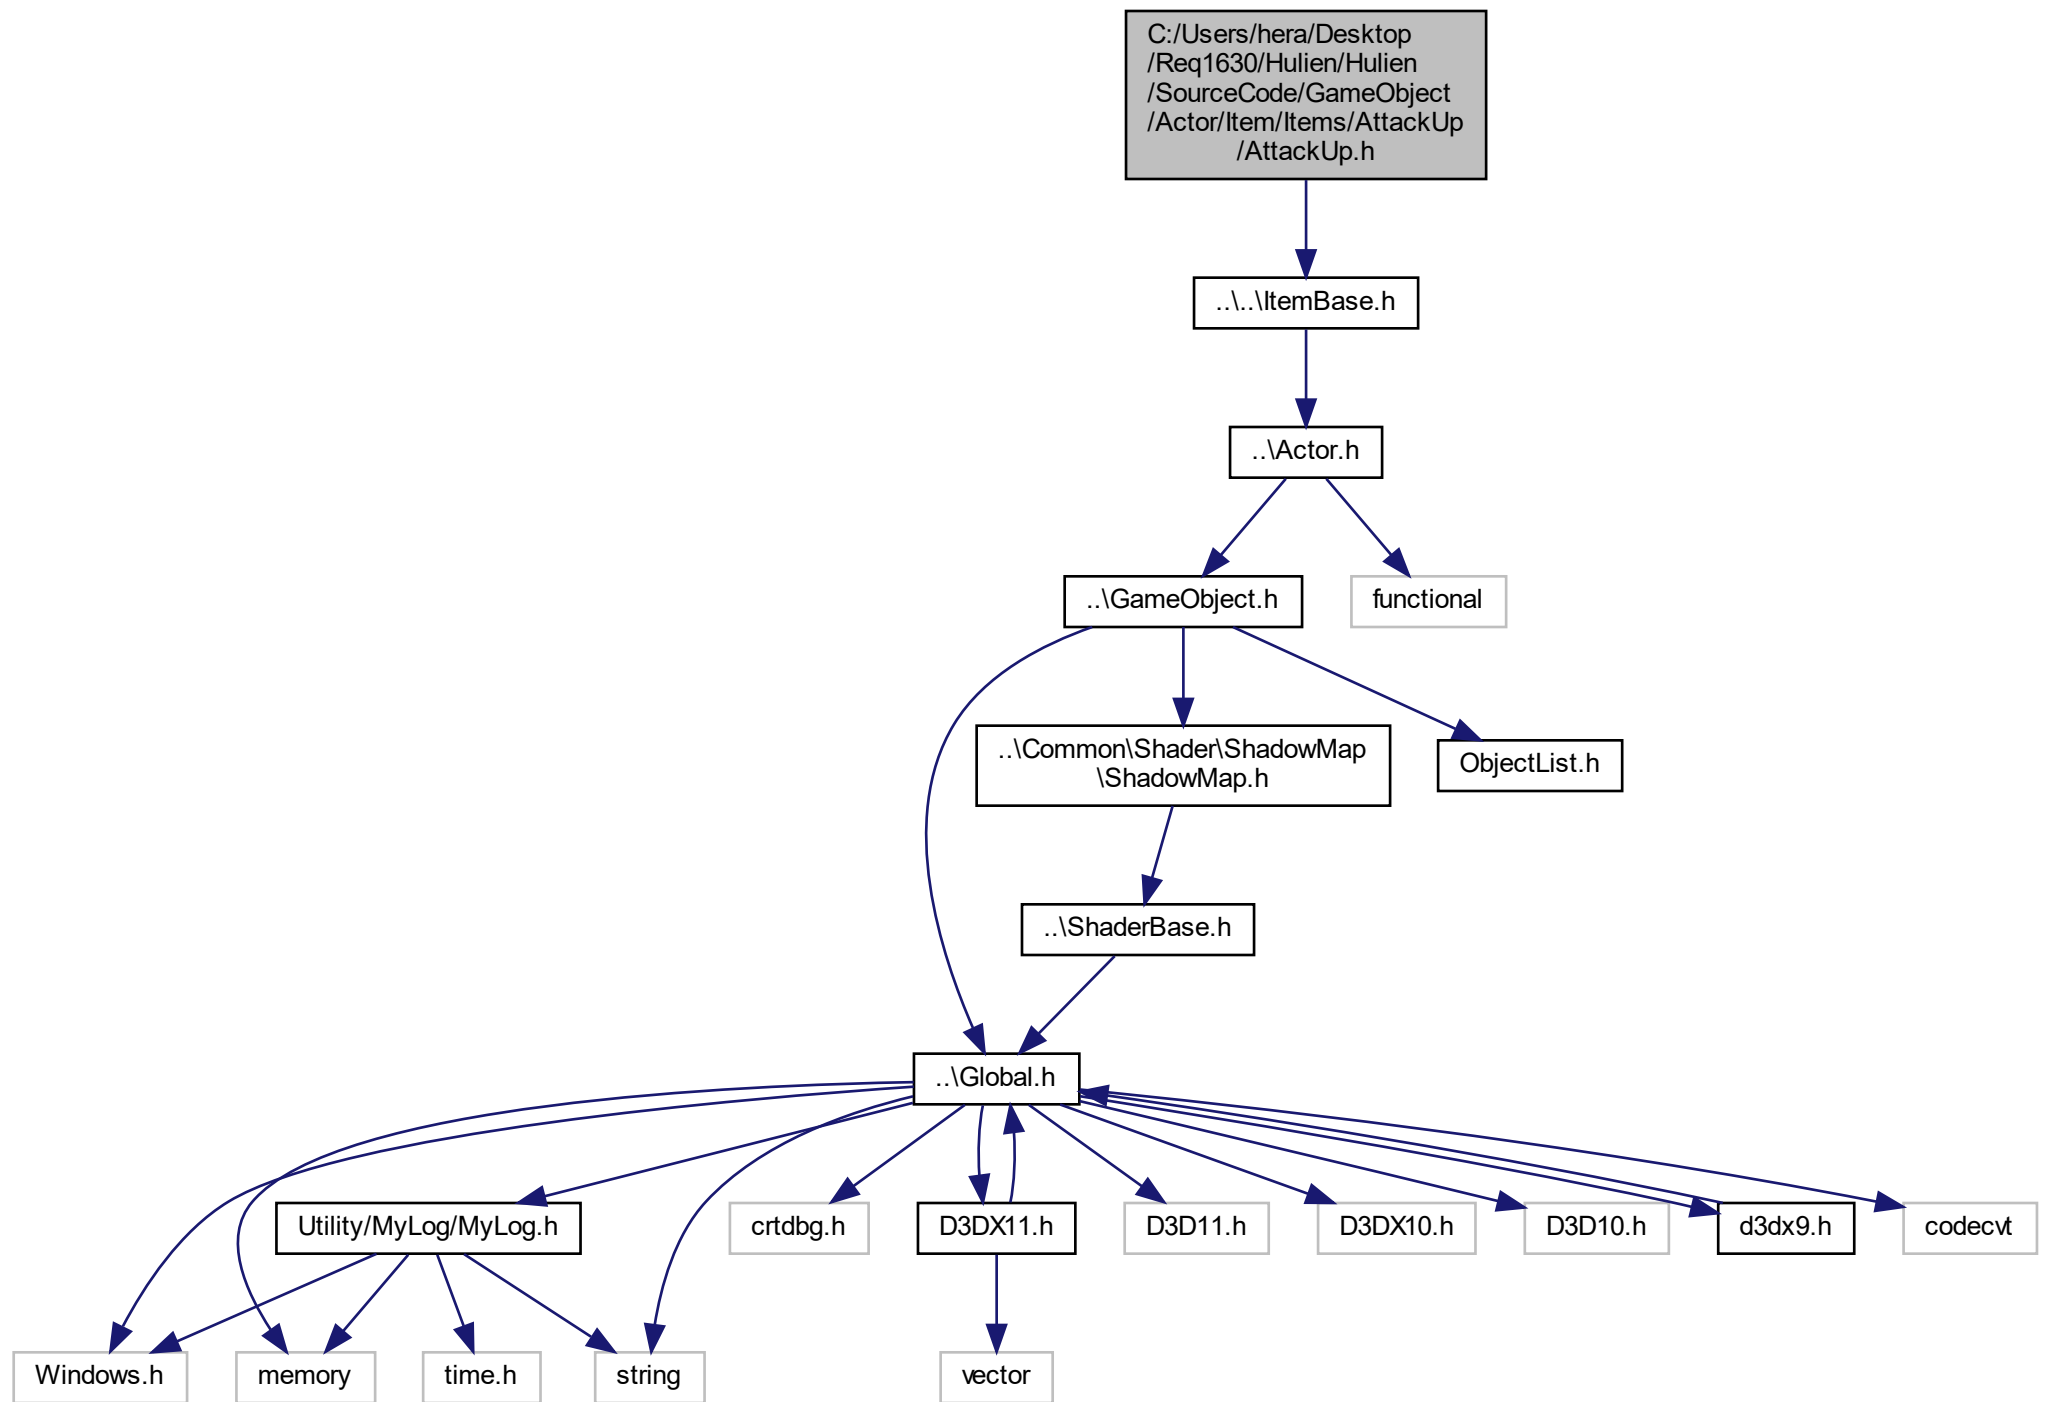 C:/Users/hera/Desktop
/Req1630/Hulien/Hulien
/SourceCode/GameObject
/Actor/Item/Items/AttackUp
/AttackUp.h
..\..\ItemBase.h
..\Actor.h
..\GameObject.h
functional
..\Common\Shader\ShadowMap
\ShadowMap.h
ObjectList.h
..\ShaderBase.h
..\Global.h
Utility/MyLog/MyLog.h
crtdbg.h
D3DX11.h
D3D11.h
D3DX10.h
D3D10.h
d3dx9.h
codecvt
Windows.h
memory
time.h
string
vector